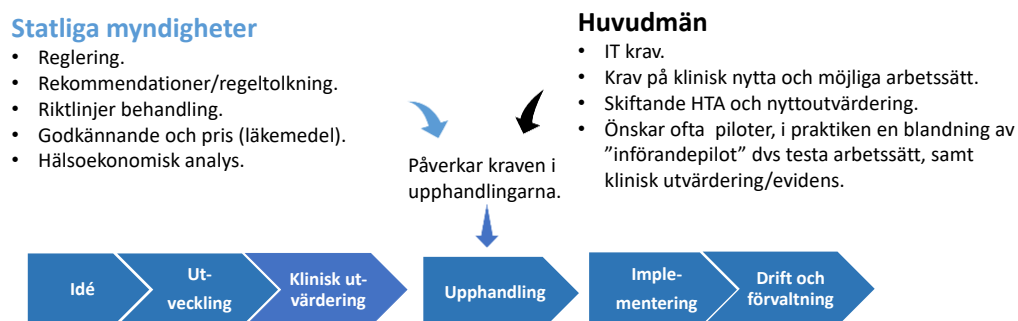 Statliga myndigheter
• Reglering.
• Rekommendationer/regeltolkning.
• Riktlinjer behandling.
• Godkännande och pris (läkemedel).
• Hälsoekonomisk analys.
Huvudmän
• IT krav.
• Krav på klinisk nytta och möjliga arbetssätt.
• Skiftande HTA och nyttoutvärdering.
• Önskar ofta  piloter, i praktiken en blandning av
”införandepilot” dvs testa arbetssätt, samt
klinisk utvärdering/evidens.
Påverkar kraven i
upphandlingarna.
Idé
Ut-
veckling
Klinisk ut-
värdering
Upphandling
Imple-
mentering
Drift och
förvaltning